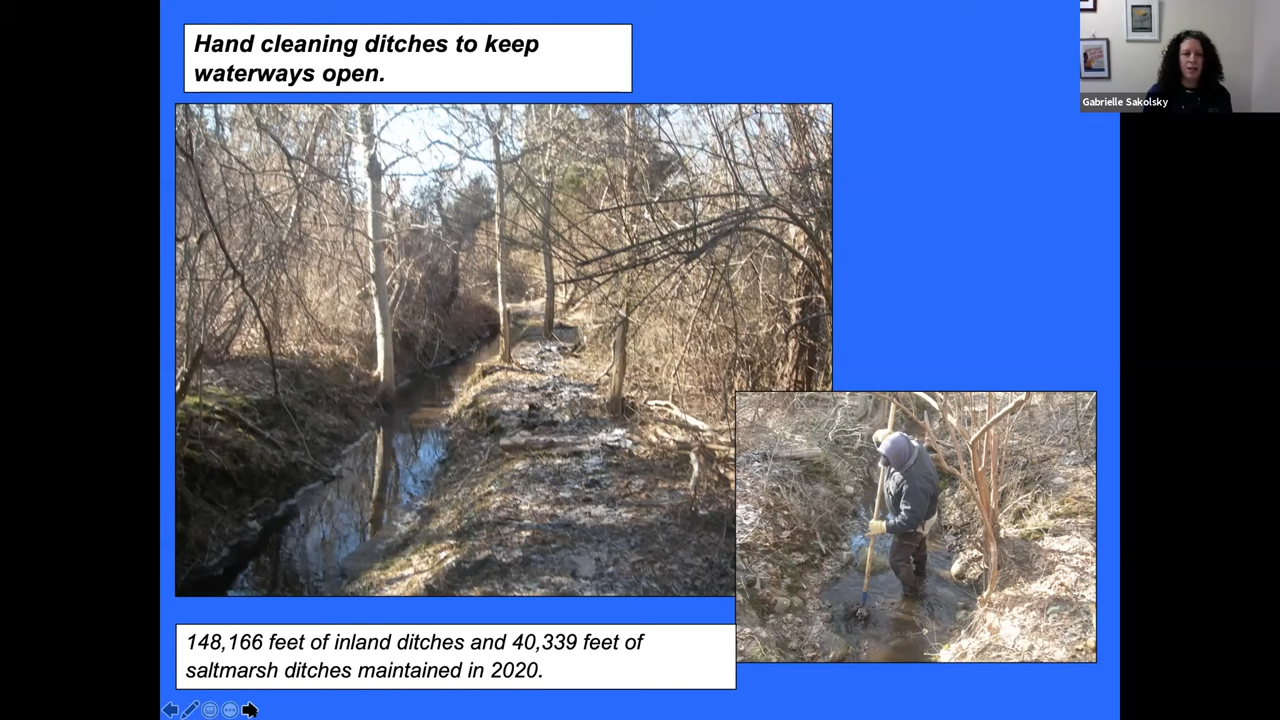 Hand cleaning ditches to keep
waterways open.
Gabrielle Sakolsky
148,166 feet of inland ditches and 40,339 feet of
saltmarsh ditches maintained in 2020.